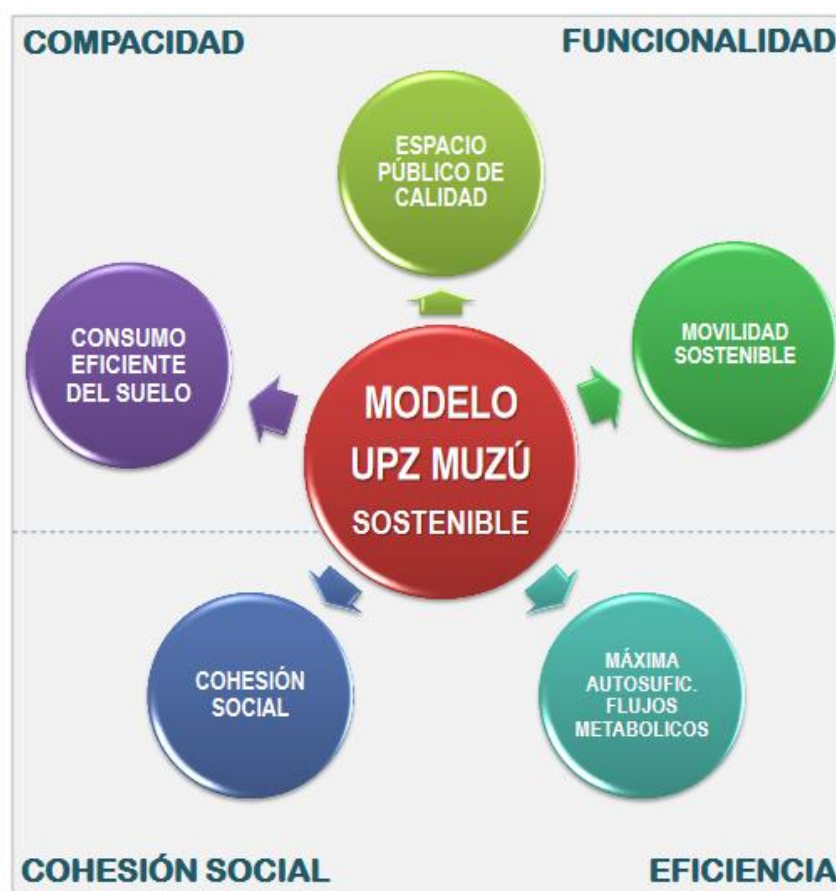 COMPACIDAD
FUNCIONALIDAD
ESPACIO
PÚBLICO DE
CALIDAD
CONSUMO
EFICIENTE
DEL SUELO
MOVILIDAD
SOSTENIBLE
MODELO
UPZ MUZÚ
SOSTENIBLE
COHESIÓN
SOCIAL
MÁXIMA
AUTOSUFIC.
FLUJOS
METABOLICOS
COHESIÓN SOCIAL
EFICIENCIA